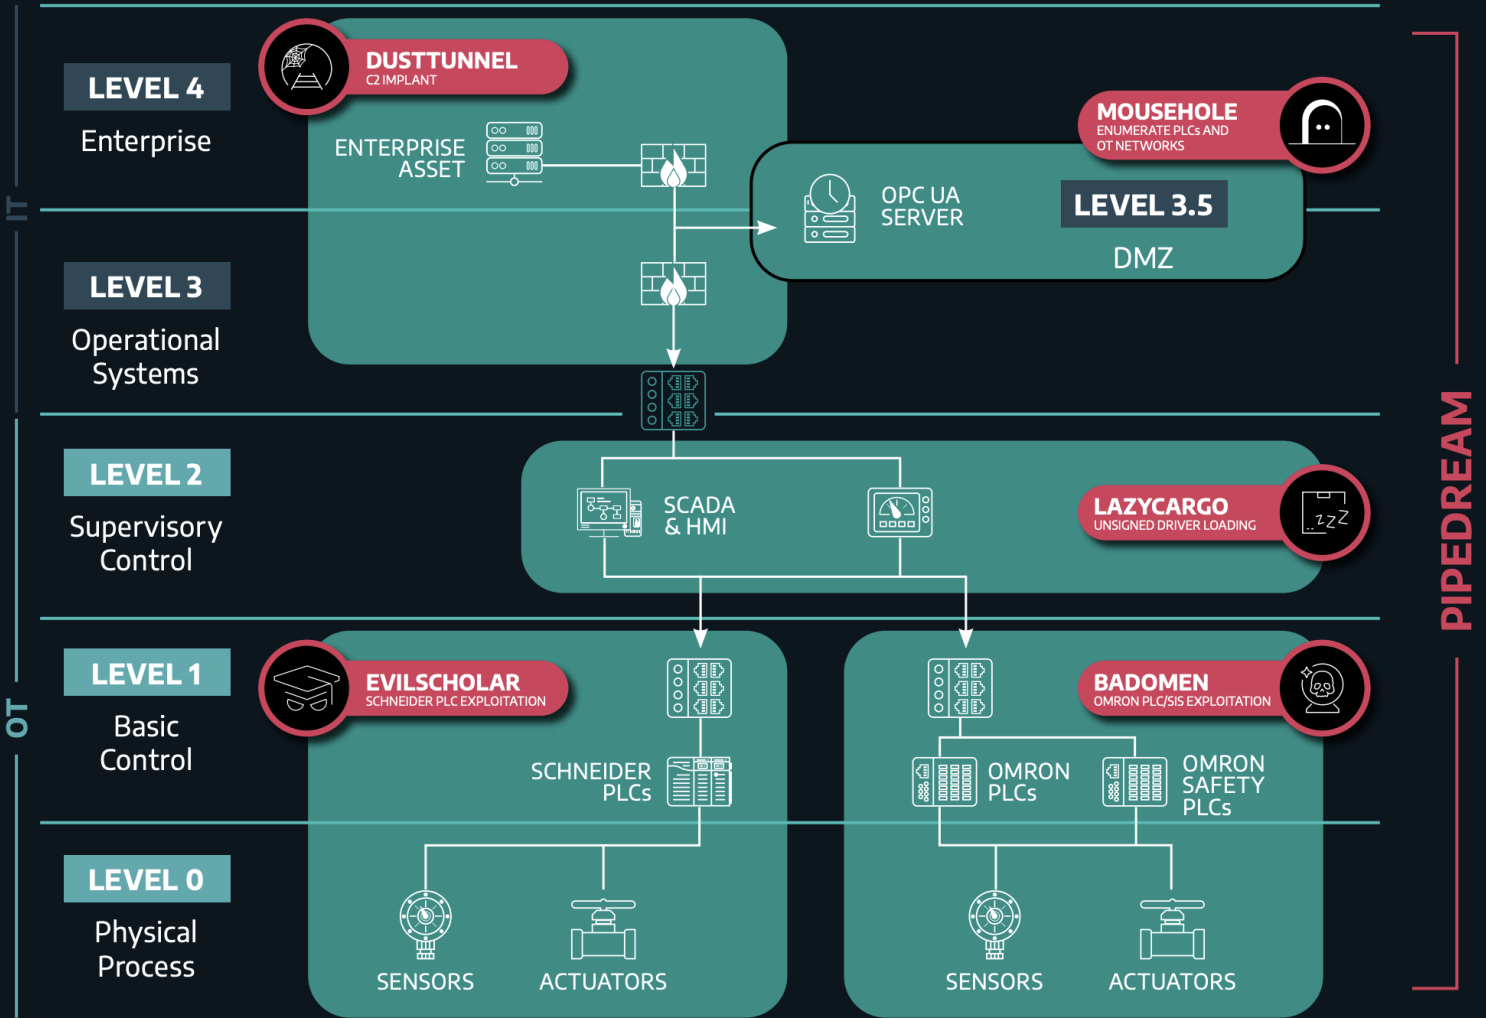 DUSTTUNNEL
C2 IMPLANT
LEVEL 4
Enterprise
MOUSEHOLE
ENUMERATE PLCs AND
OT NETWORKS
ENTERPRISE
ASSET
OPC UA
SERVER
LEVEL 3.5
DMZ
IT
LEVEL 3
Operational
Systems
PIPEDREAM
LEVEL 2
Supervisory
Control
SCADA
& HMI
LAZYCARGO
UNSIGNED DRIVER LOADING
zzZ
OT
LEVEL 1
Basic
Control
EVILSCHOLAR
SCHNEIDER PLC EXPLOITATION
BADOMEN
OMRON PLC/SIS EXPLOITATION
SCHNEIDER
PLCs
OMRON
PLCs
OMRON
SAFETY
PLCs
LEVEL 0
Physical
Process
SENSORS
ACTUATORS
SENSORS
ACTUATORS